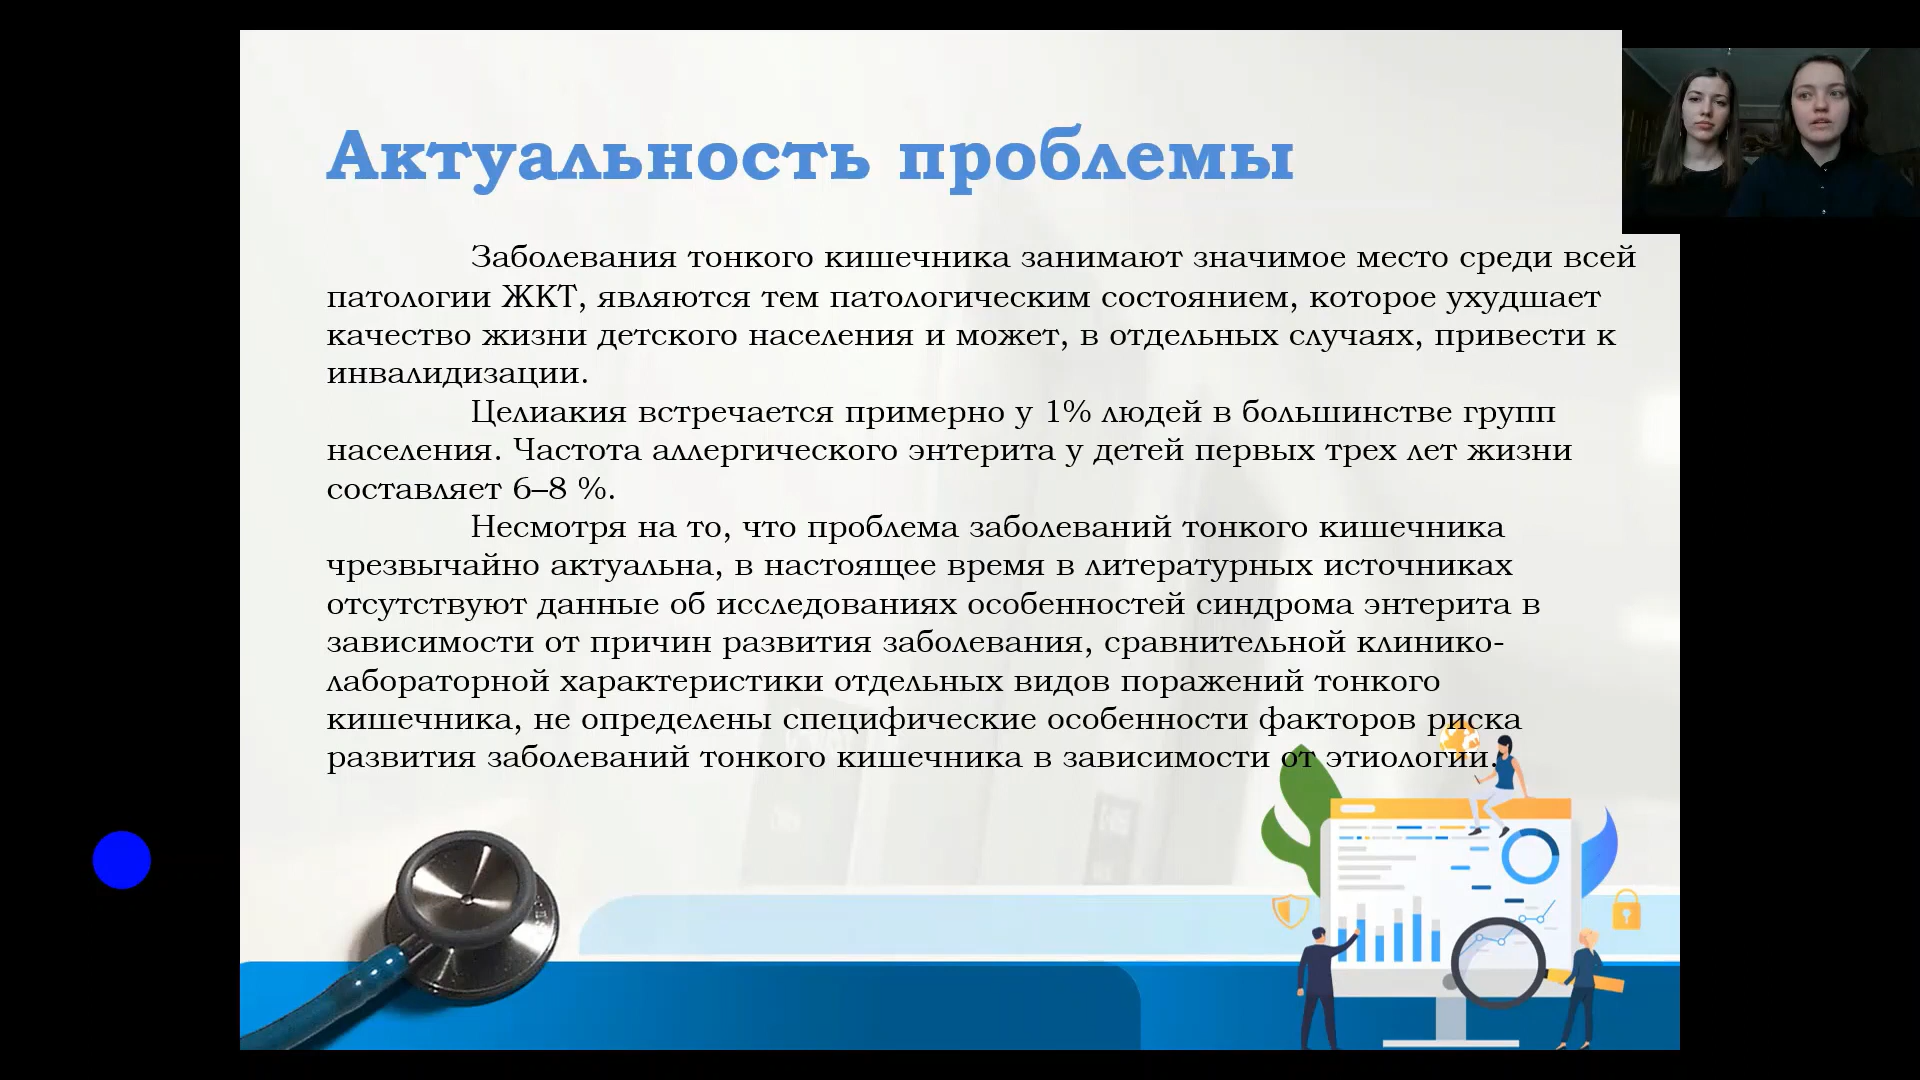 Актуальность проблемы
Заболевания тонкого кишечника занимают значимое место среди всей
патологии ЖКТ, являются тем патологическим состоянием, которое ухудшает
качество жизни детского населения и может, в отдельных случаях, привести к
инвалидизации.
Целиакия встречается примерно у 1% людей в большинстве групп
населения. Частота аллергического энтерита у детей первых трех лет жизни
составляет 6–8 %.
Несмотря на то, что проблема заболеваний тонкого кишечника
чрезвычайно актуальна, в настоящее время в литературных источниках
отсутствуют данные об исследованиях особенностей синдрома энтерита в
зависимости от причин развития заболевания, сравнительной клинико-
лабораторной характеристики отдельных видов поражений тонкого
кишечника, не определены специфические особенности факторов риска
развития заболеваний тонкого кишечника в зависимости от этиологии.